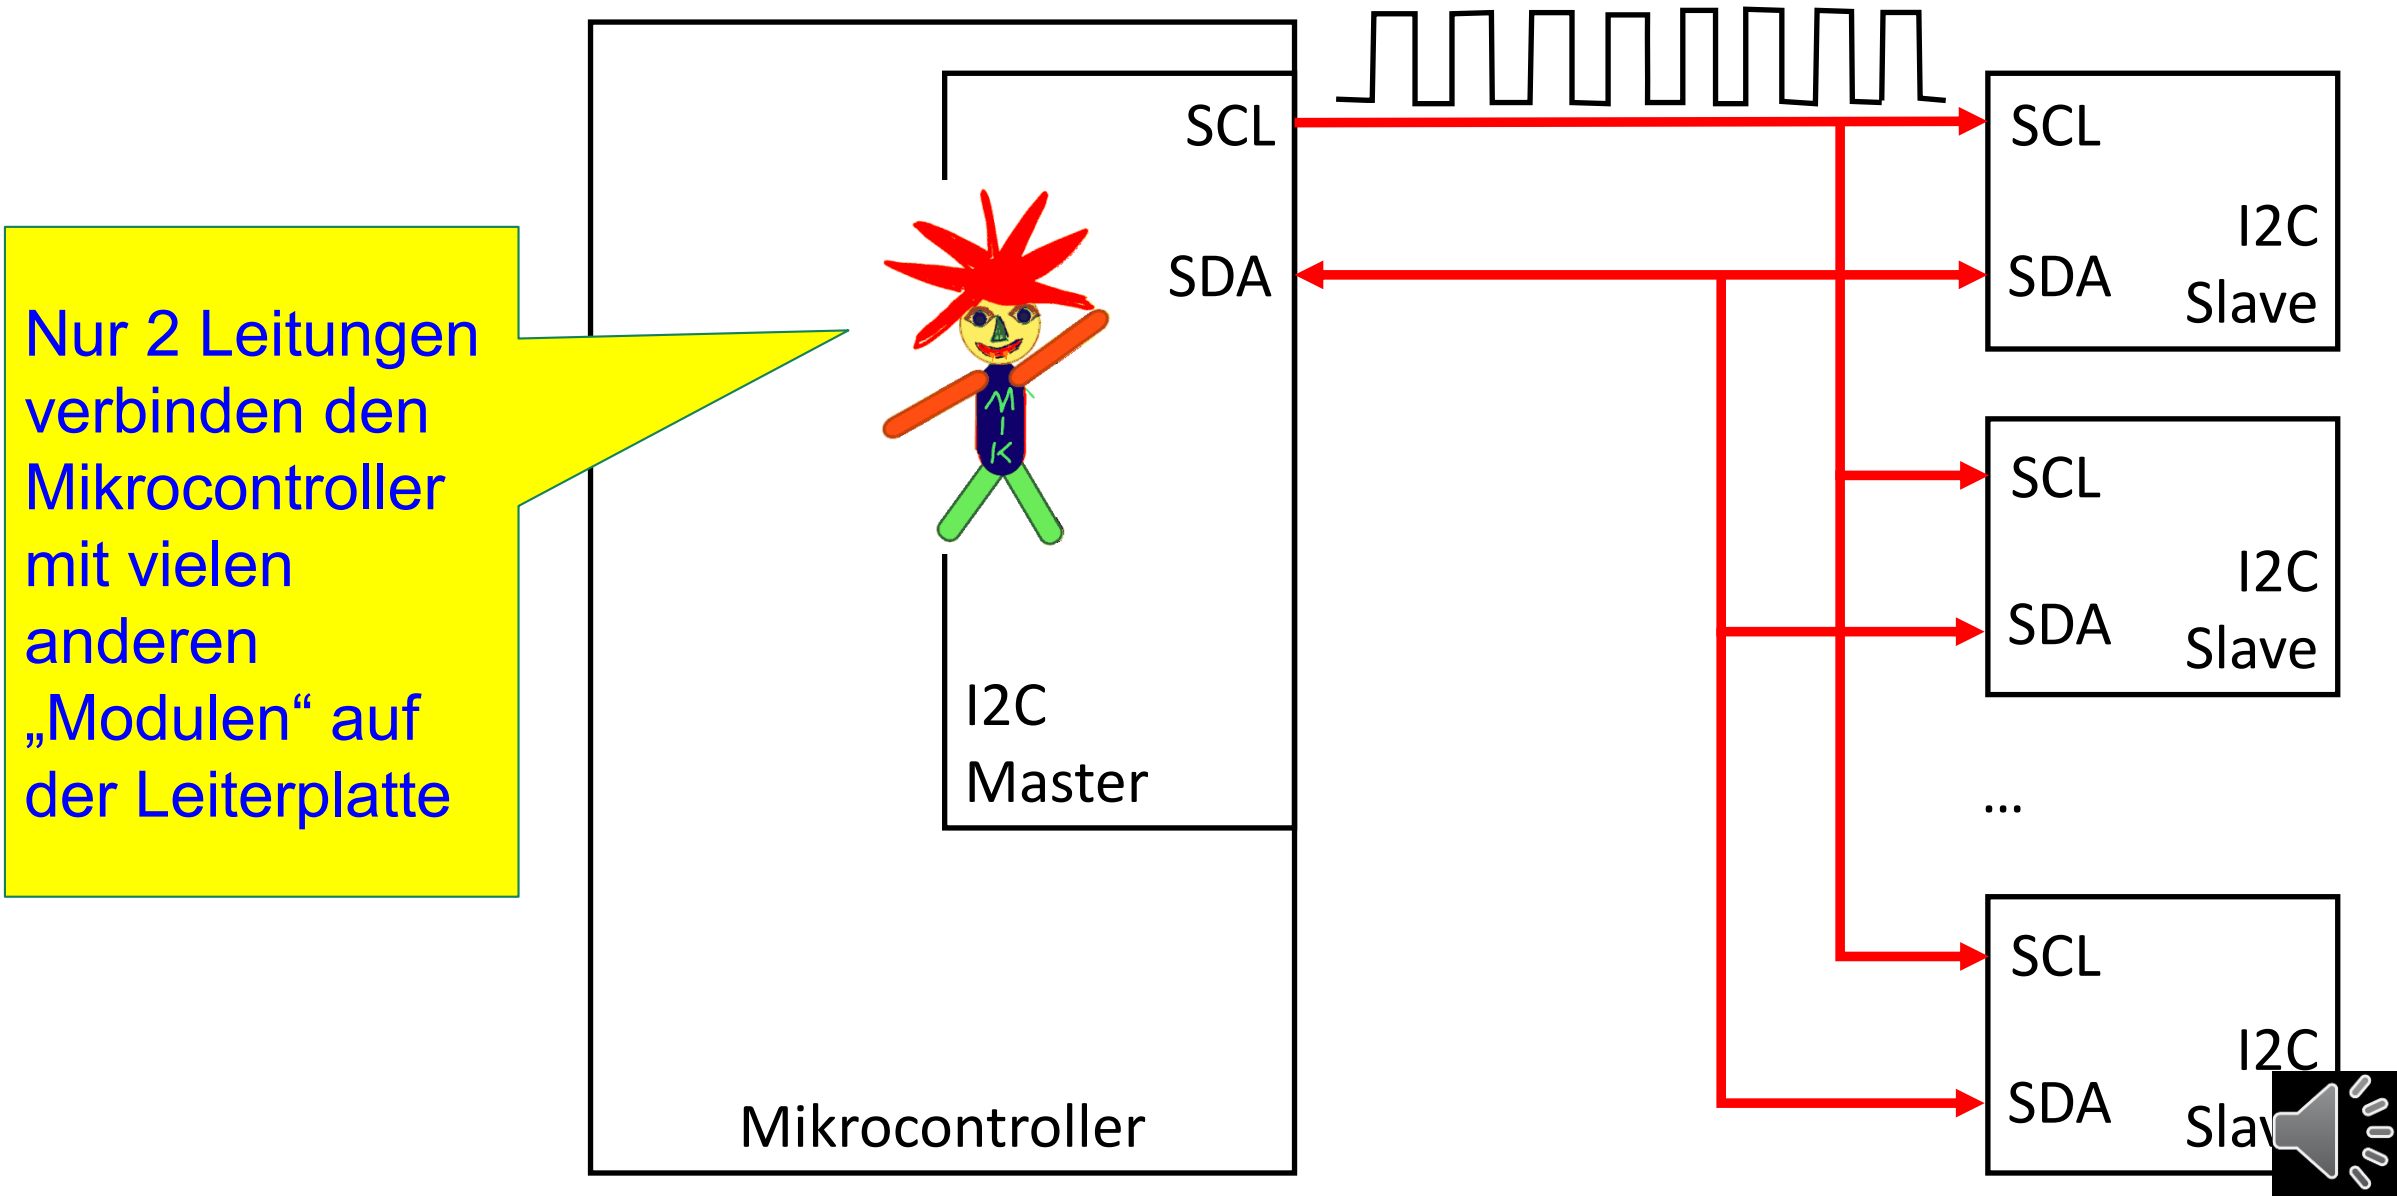 Nur 2 Leitungen
verbinden den
Mikrocontroller
mit vielen
anderen
„Modulen“ auf
der Leiterplatte
SCL
SDA
MIK
I2C
Master
Mikrocontroller
SCL
I2C
SDA
Slave
SCL
I2C
SDA
Slave
...
SCL
I2C
SDA